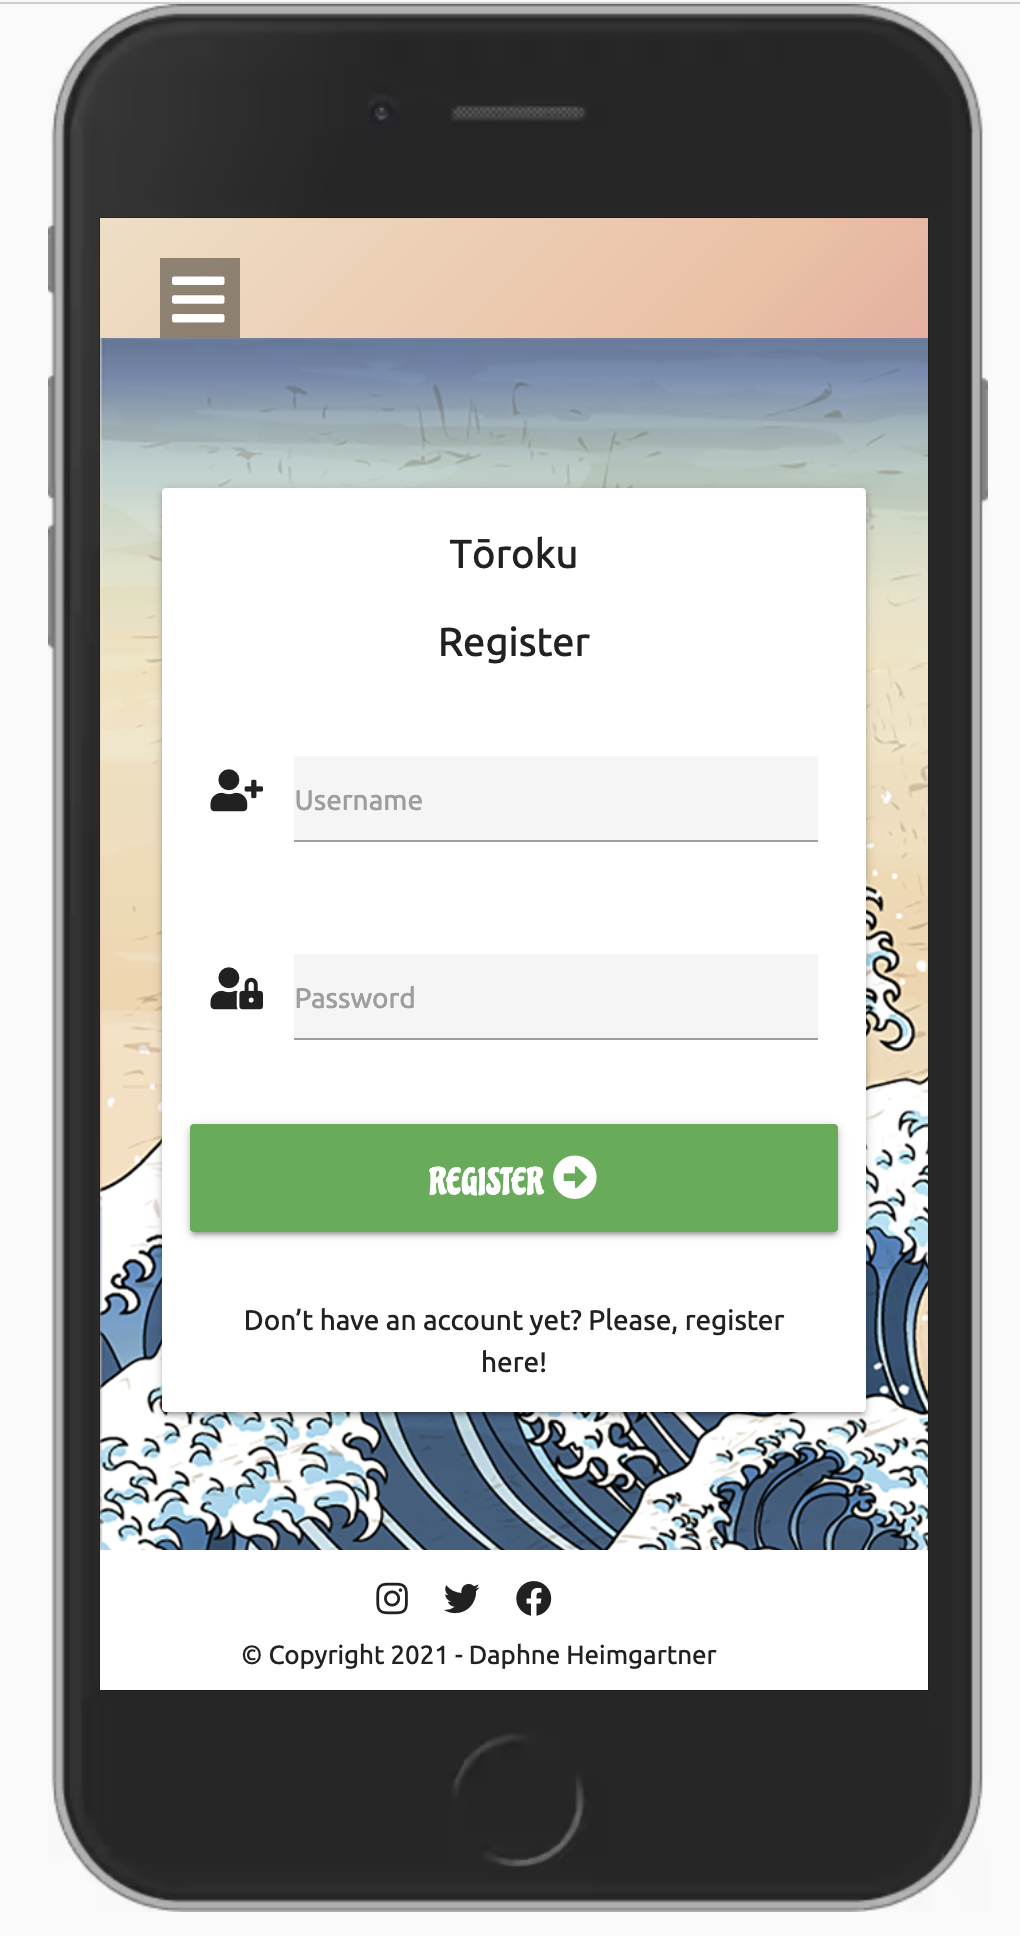 Tōroku
Register
Username
Password
REGISTER
Don’t have an account yet? Please, register
here!
© Copyright 2021 - Daphne Heimgartner